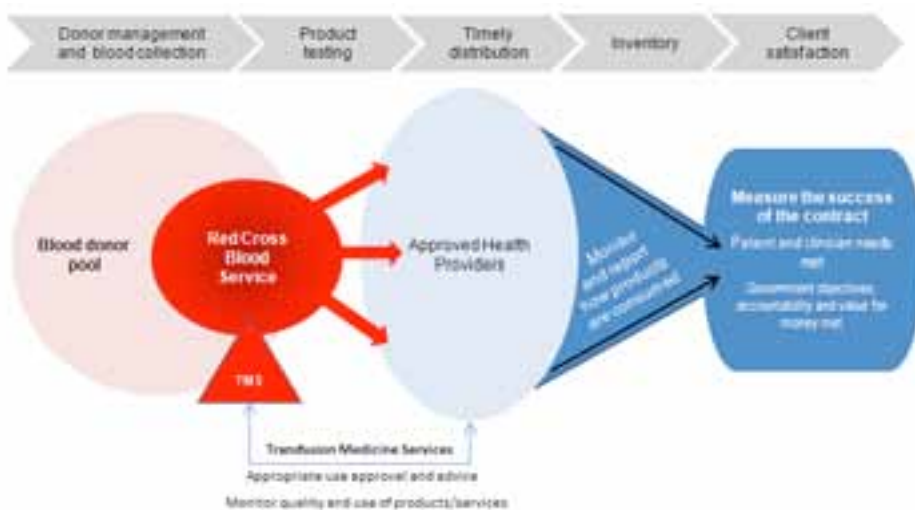 Donor management
and blood collection
Product
testing
Timely
distribution
Inventory
Client
satisfaction
Blood donor
pool
Red Cross
Blood
Service
Approved Health
Providers
Monitor
and report
how products
are consumed
Measure the success
of the contract
Patient and clinician needs
met
Government objectives,
accountability and value for
money met
TMS
Transfusion Medicine Services
Appropriate use approval and advice
Monitor quality and use of products/services